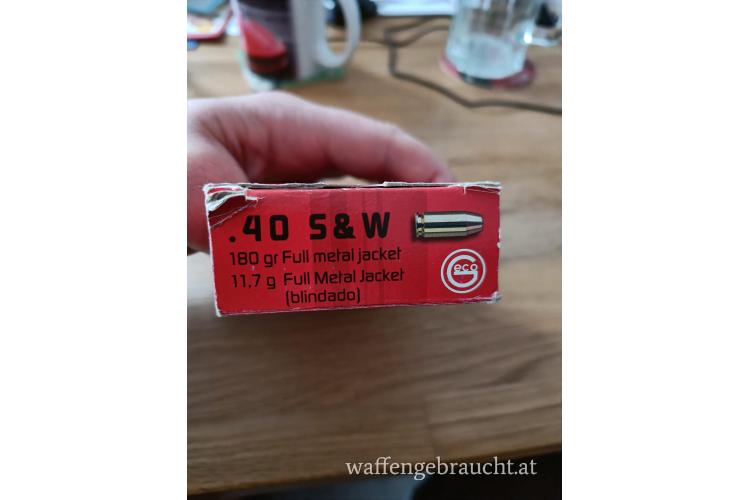 .40 S&W
180 gr Full metal jacket
11,7 g Full Metal Jacket
(blindado)
Geco
waffengebraucht.at